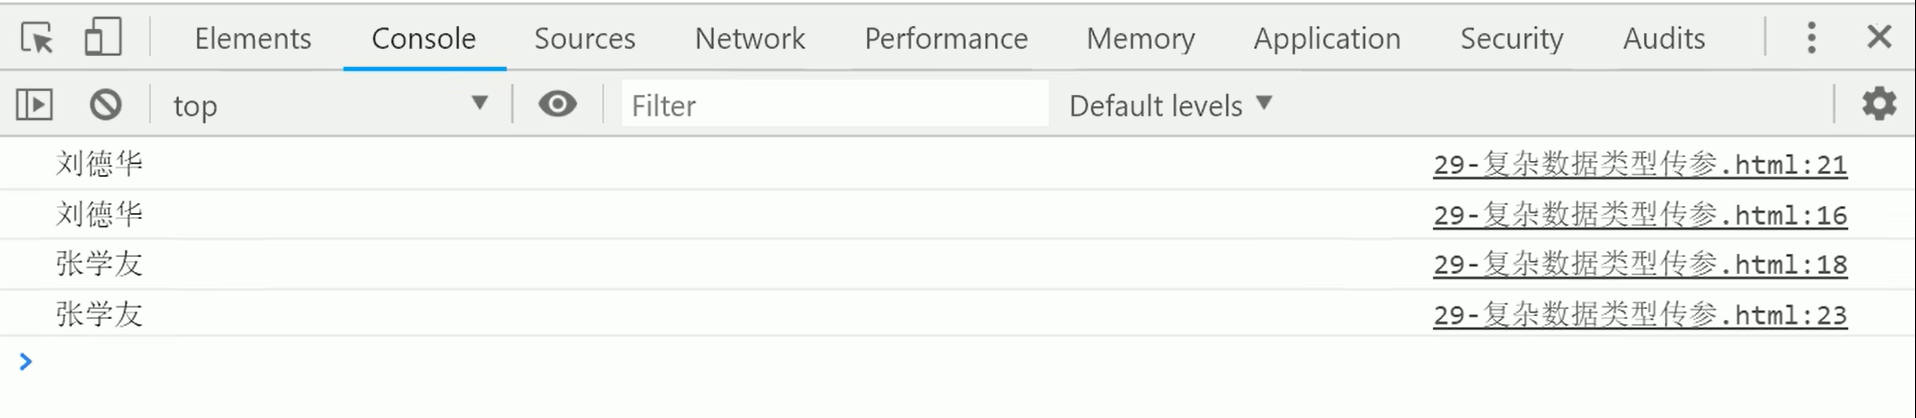 Elements Console Sources Network Performance Memory Application Security Audits
top Filter Default levels
刘德华 29-复杂数据类型传参.html:21
刘德华 29-复杂数据类型传参.html:16
张学友 29-复杂数据类型传参.html:18
张学友 29-复杂数据类型传参.html:23